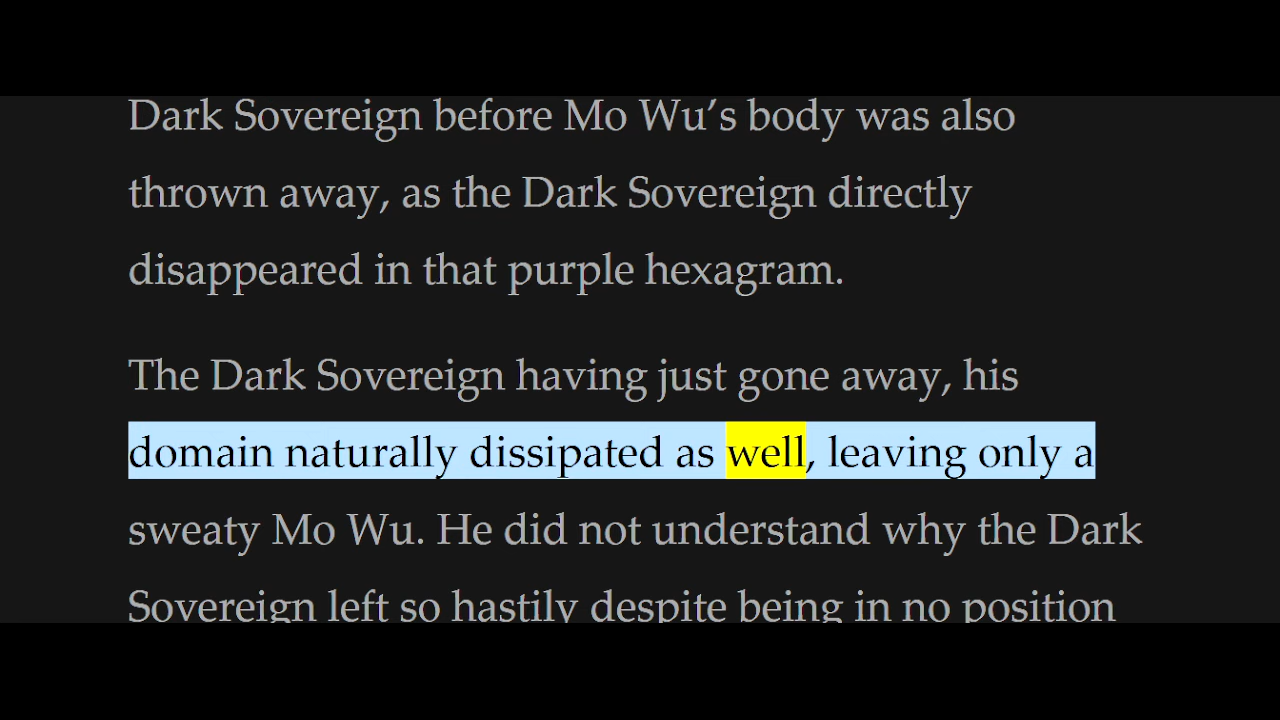 Dark Sovereign before Mo Wu’s body was also
thrown away, as the Dark Sovereign directly
disappeared in that purple hexagram.
The Dark Sovereign having just gone away, his
domain naturally dissipated as well, leaving only a
sweaty Mo Wu. He did not understand why the Dark
Sovereign left so hastily despite being in no position